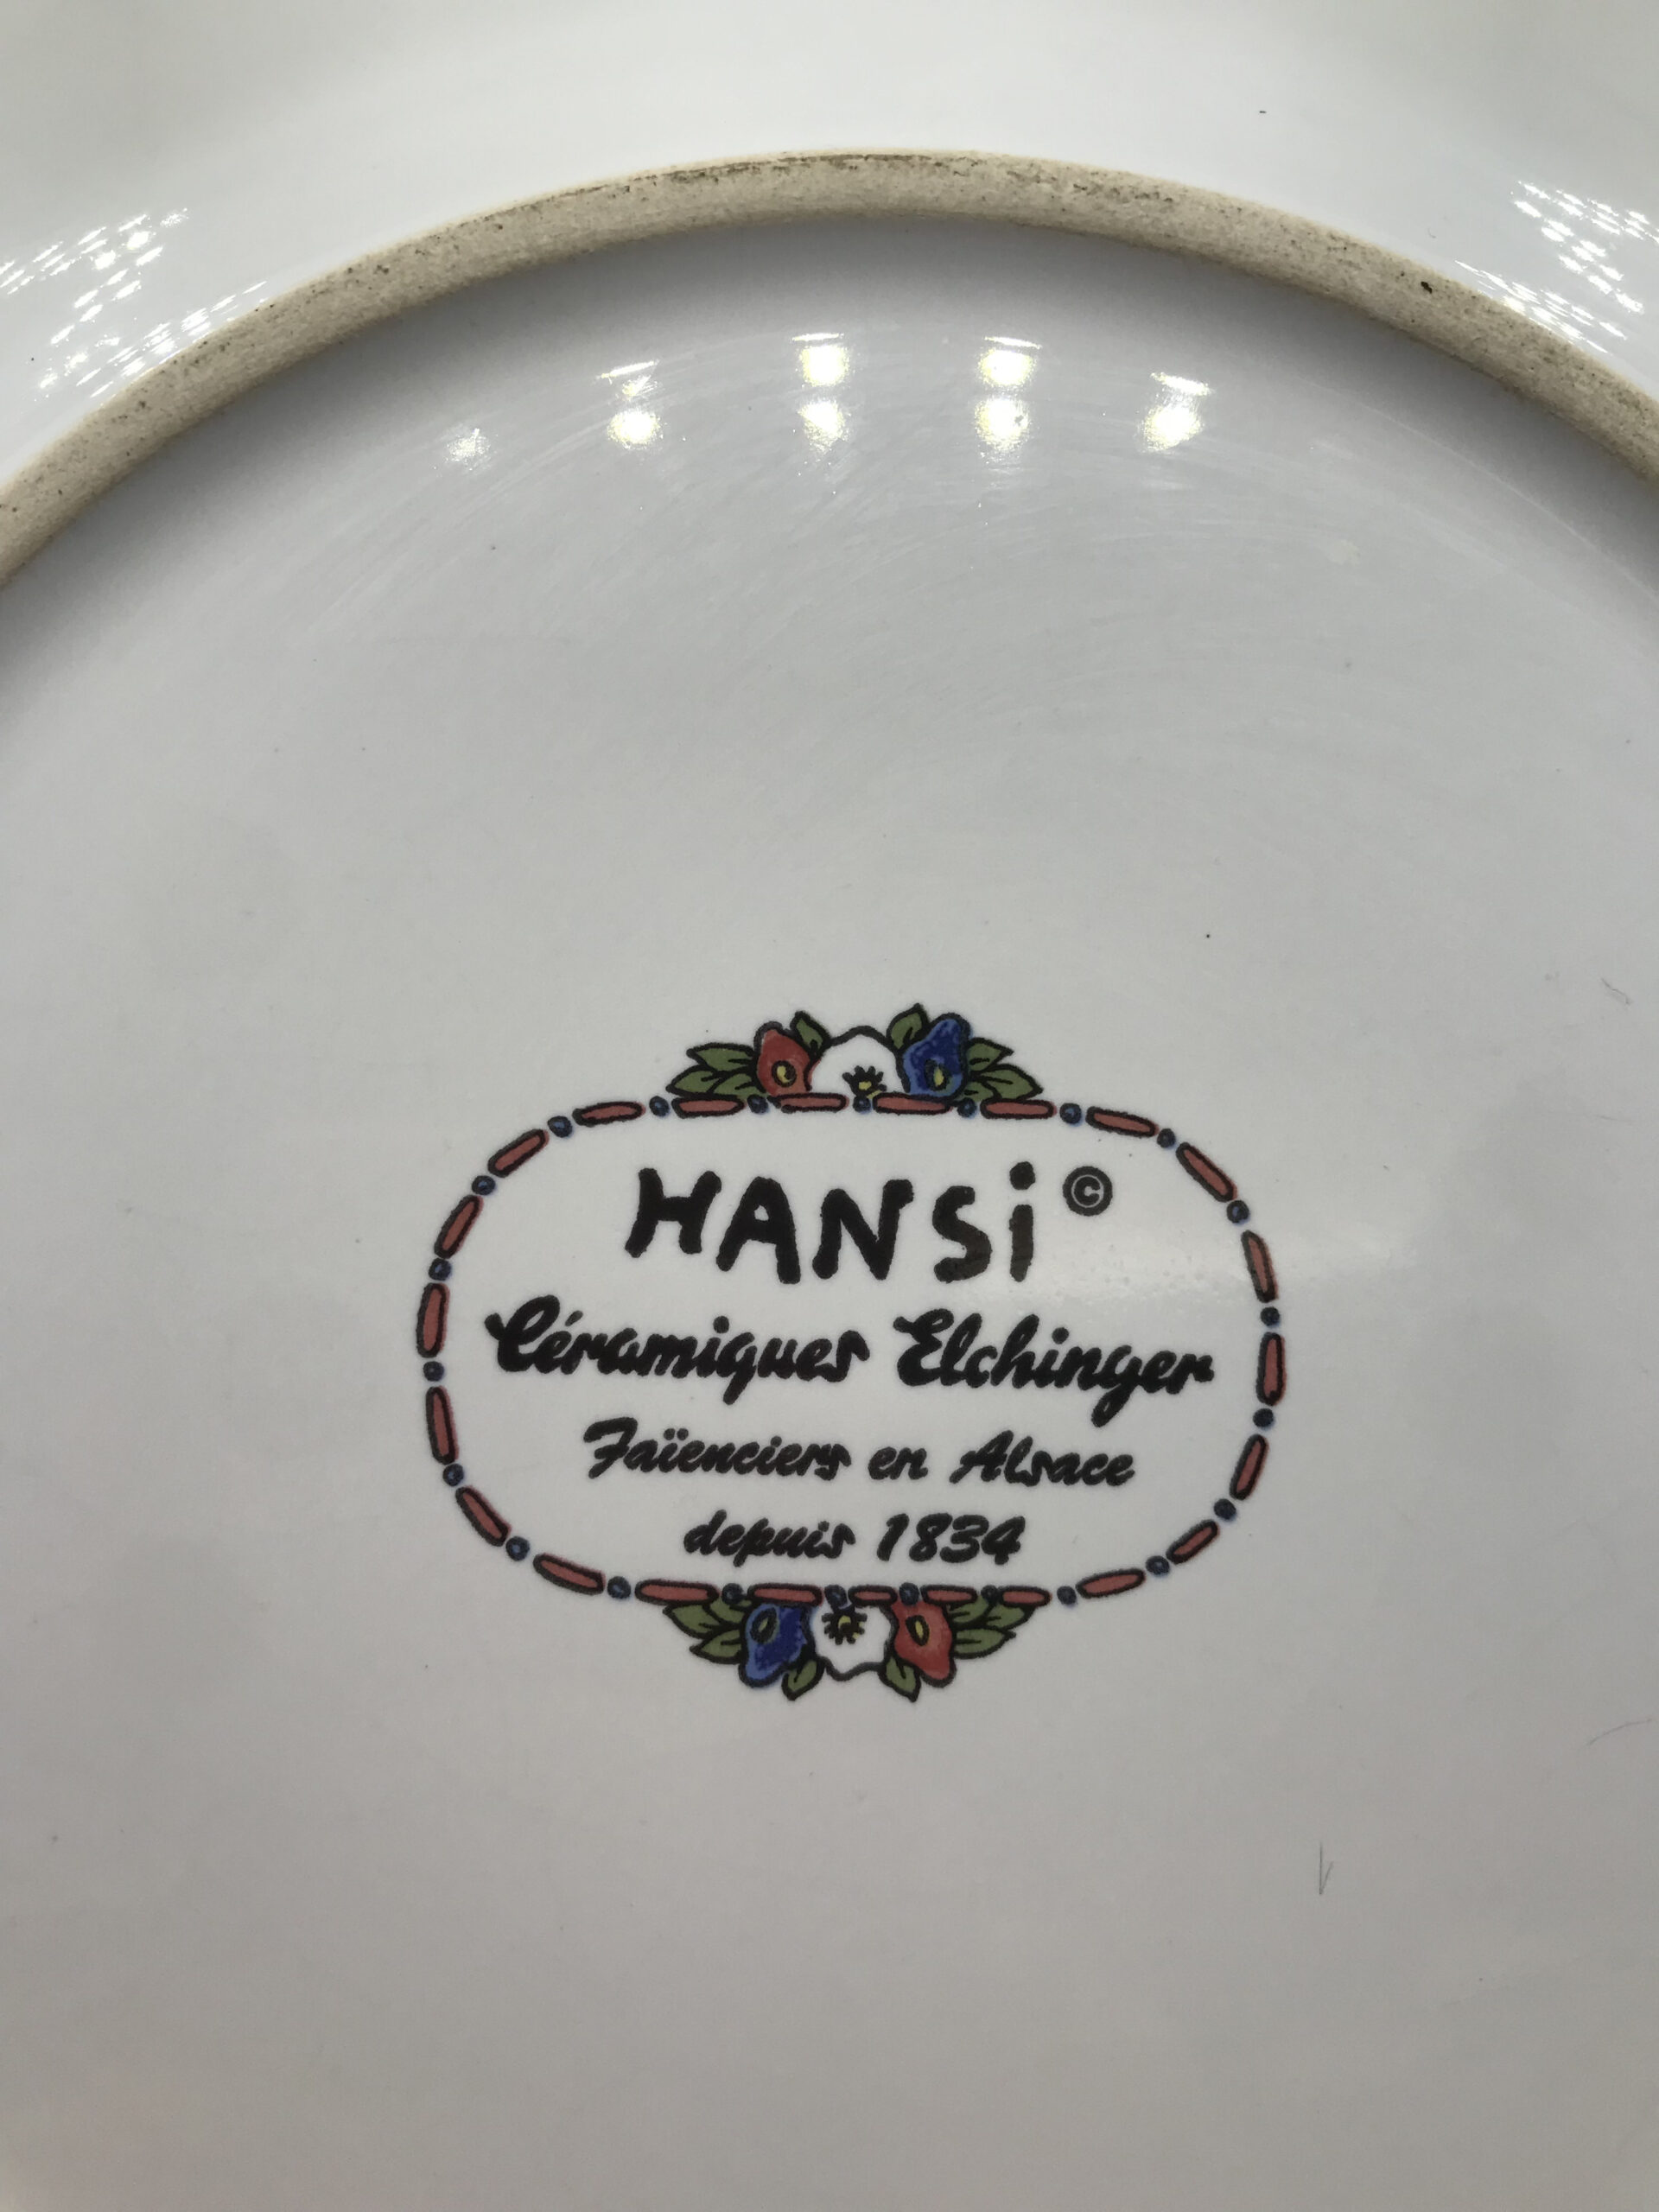 HANSi ©
Céramiques Elchinger
Faïenciers en Alsace
depuis 1834